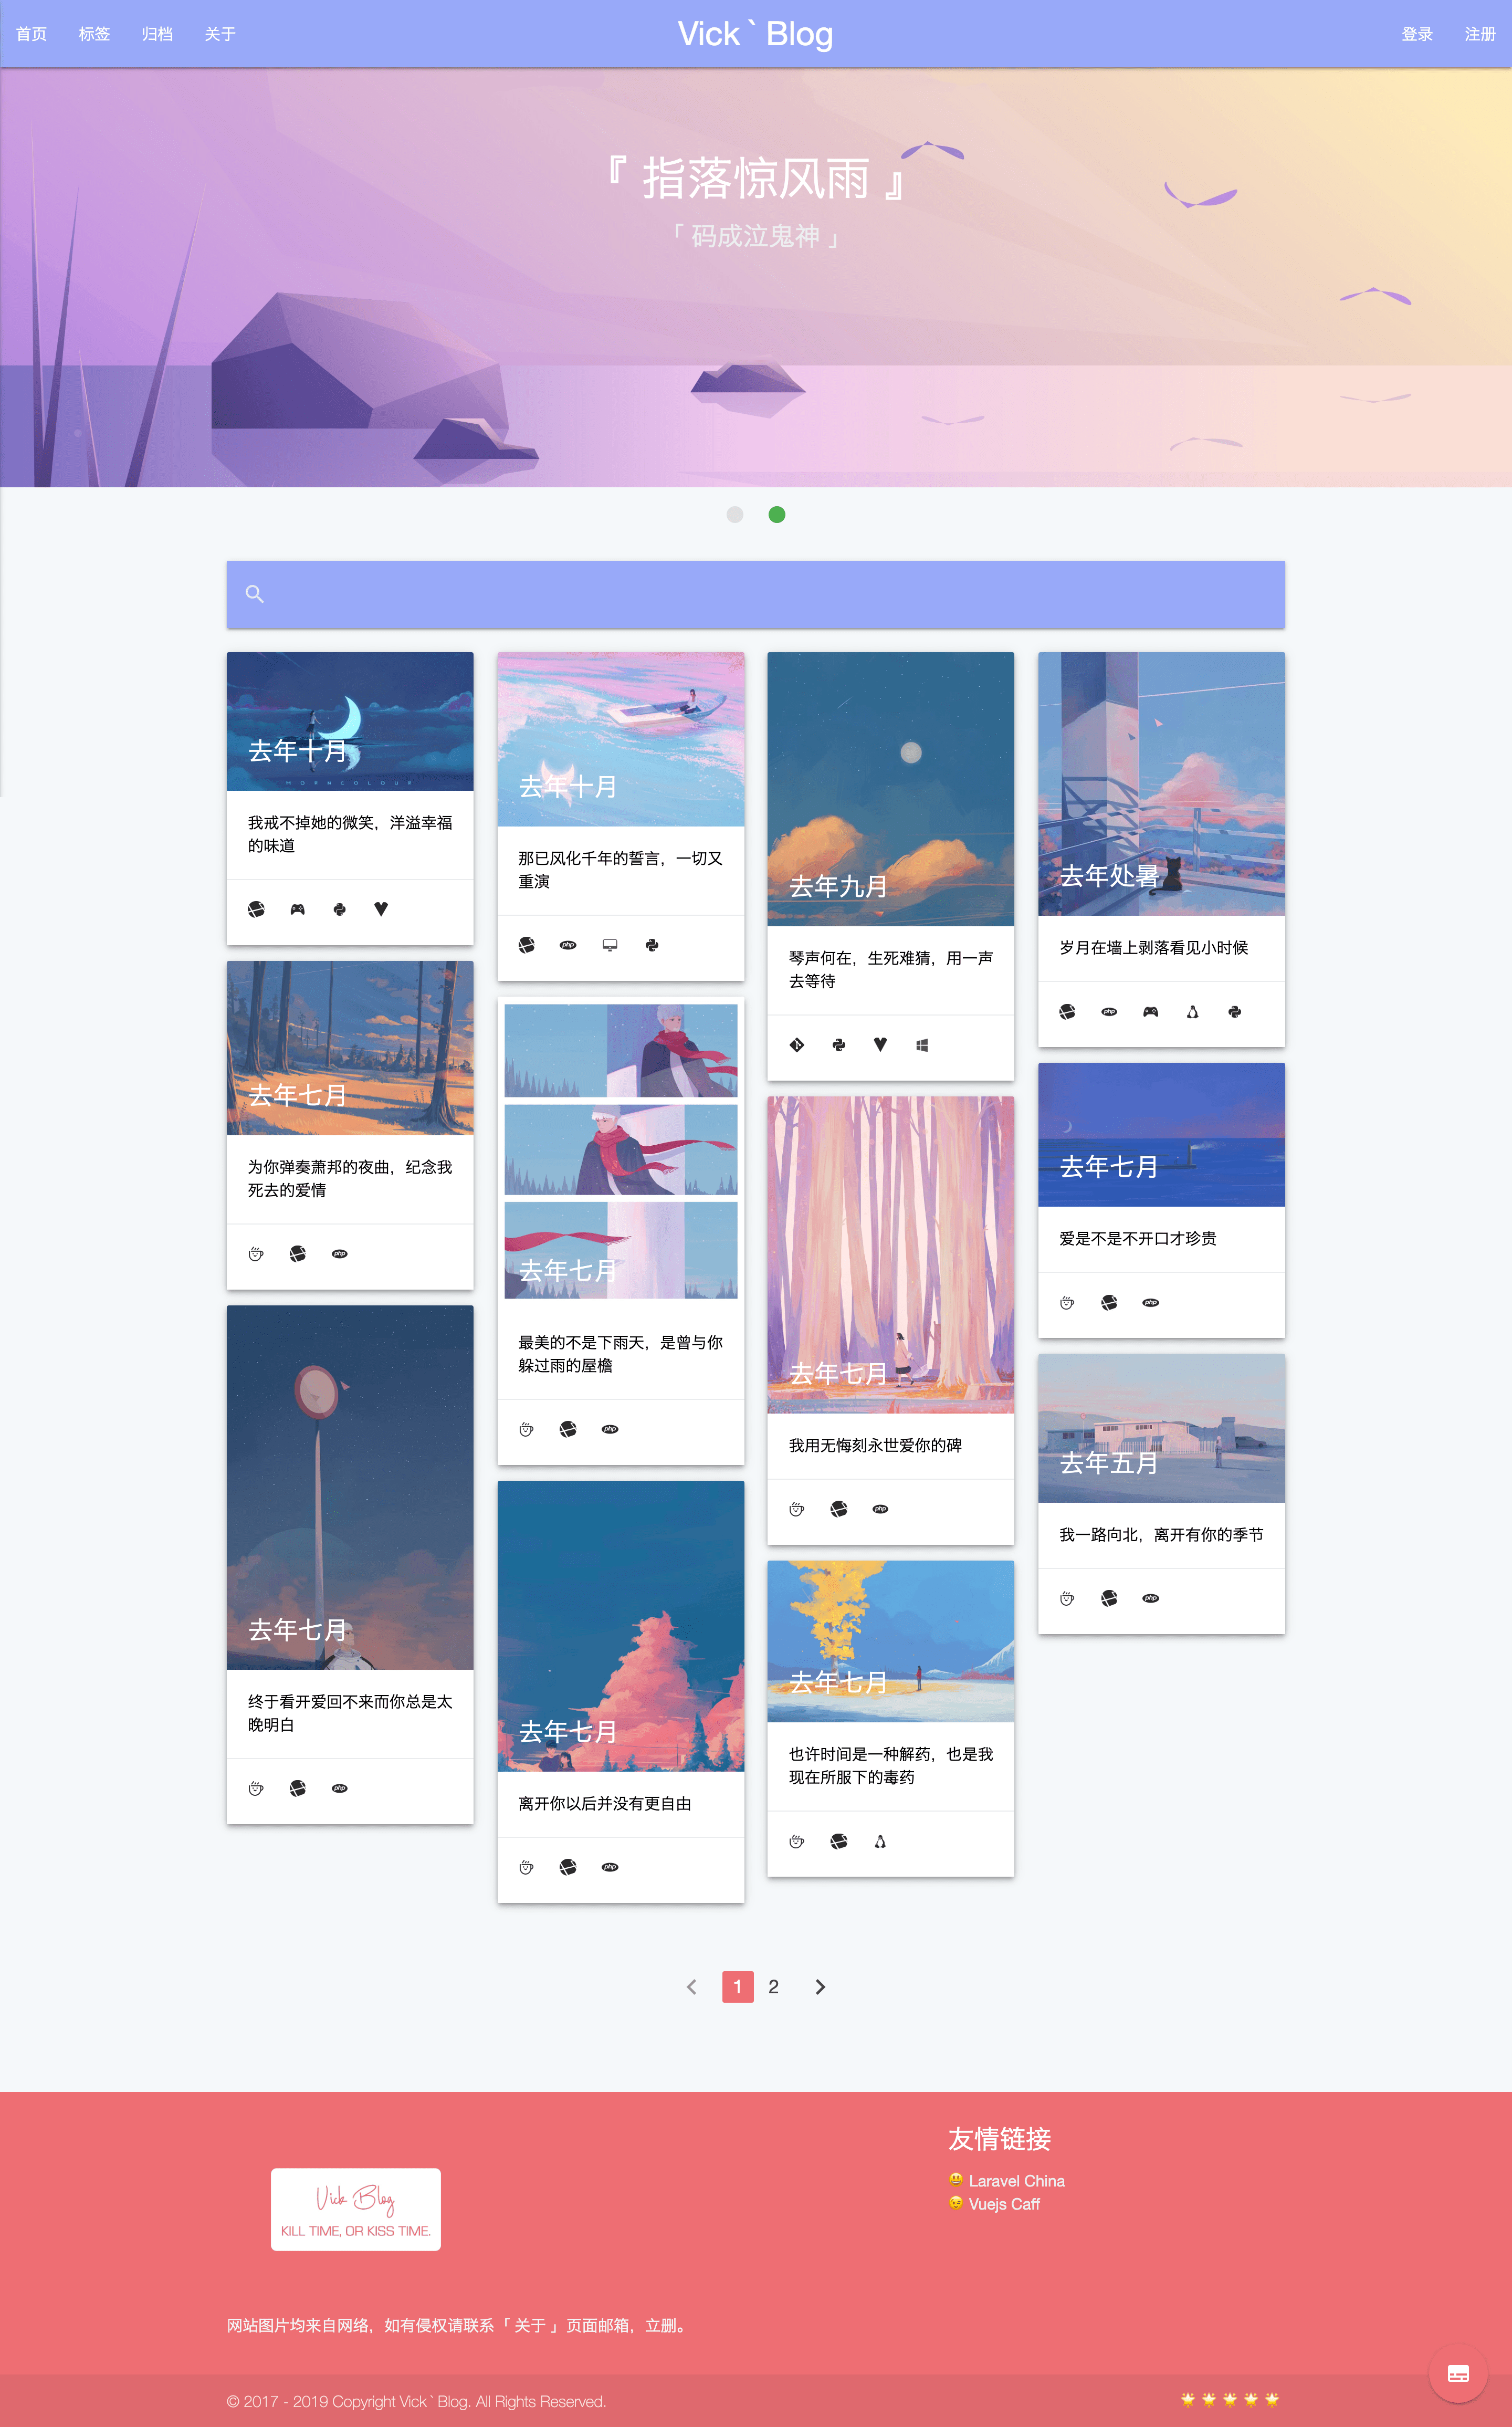 首页 标签 归档 关于
Vick ` Blog
登录 注册
『 指落惊风雨 』
「 码成泣鬼神 」
去年十月
MORNCOLOUR
我戒不掉她的微笑，洋溢幸福
的味道
去年七月
为你弹奏萧邦的夜曲，纪念我
死去的爱情
php
去年七月
终于看开爱回不来而你总是太
晚明白
php
去年十月
那已风化千年的誓言，一切又
重演
php
去年七月
最美的不是下雨天，是曾与你
躲过雨的屋檐
php
去年七月
离开你以后并没有更自由
php
去年九月
琴声何在，生死难猜，用一声
去等待
去年七月
我用无悔刻永世爱你的碑
php
去年七月
也许时间是一种解药，也是我
现在所服下的毒药
去年处暑
岁月在墙上剥落看见小时候
php
去年七月
爱是不是不开口才珍贵
php
去年五月
我一路向北，离开有你的季节
php
1 2
Vick Blog
KILL TIME, OR KISS TIME.
友情链接
😃 Laravel China
😉 Vuejs Caff
网站图片均来自网络，如有侵权请联系「 关于 」页面邮箱，立删。
© 2017 - 2019 Copyright Vick ` Blog. All Rights Reserved.
🌟 🌟 🌟 🌟 🌟